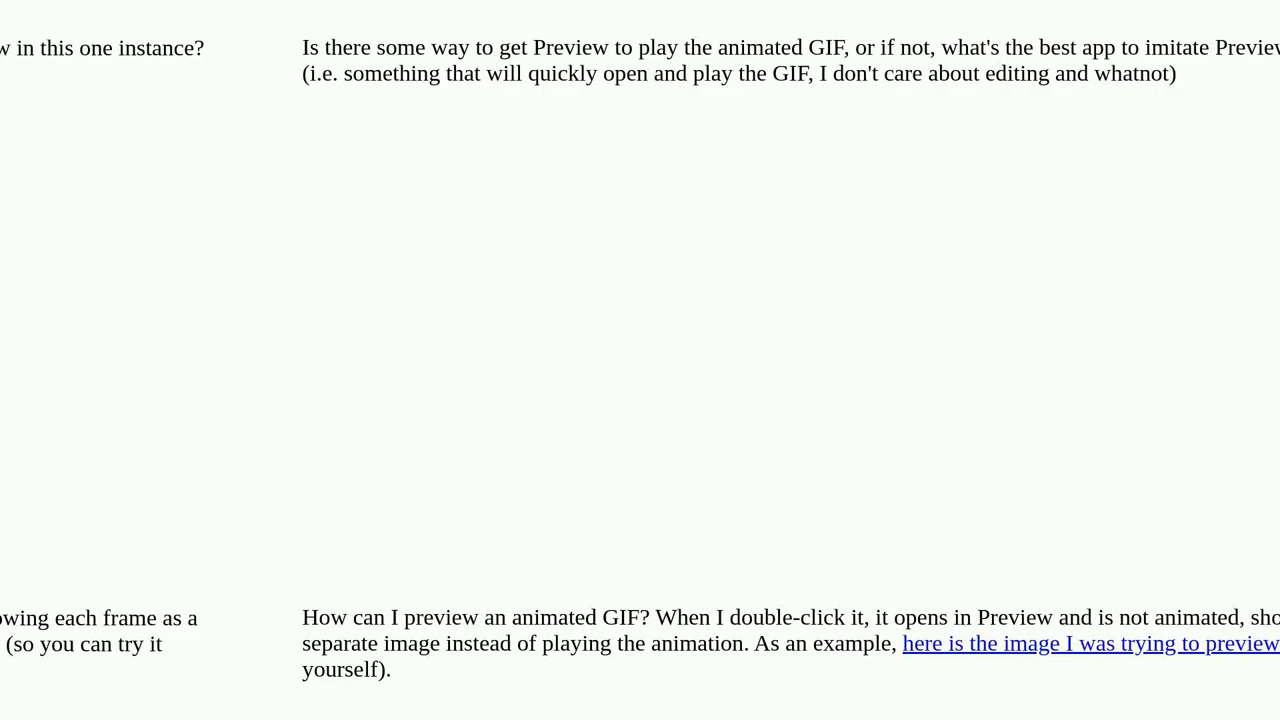 w in this one instance?
Is there some way to get Preview to play the animated GIF, or if not, what's the best app to imitate Previe
(i.e. something that will quickly open and play the GIF, I don't care about editing and whatnot)
wing each frame as a
(so you can try it
How can I preview an animated GIF? When I double-click it, it opens in Preview and is not animated, sho
separate image instead of playing the animation. As an example, here is the image I was trying to preview
yourself).